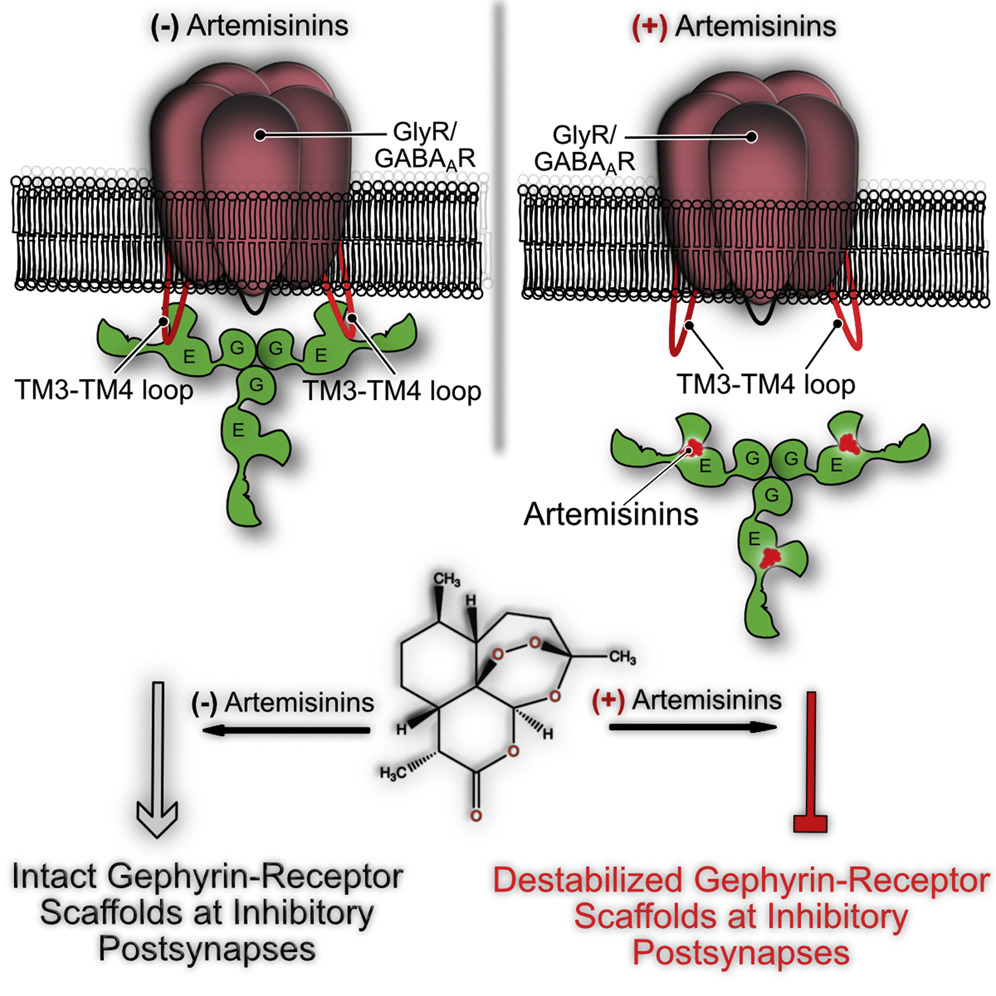 (-) Artemisinins
GlyR/
GABAAR
TM3-TM4 loop
TM3-TM4 loop
E
G
G
E
G
E
(+) Artemisinins
GlyR/
GABAAR
TM3-TM4 loop
E
G
G
E
G
E
Artemisinins
CH3
H
O
O
CH3
O
H
H
O
H3C
O
(-) Artemisinins
(+) Artemisinins
Intact Gephyrin-Receptor
Scaffolds at Inhibitory
Postsynapses
Destabilized Gephyrin-Receptor
Scaffolds at Inhibitory
Postsynapses